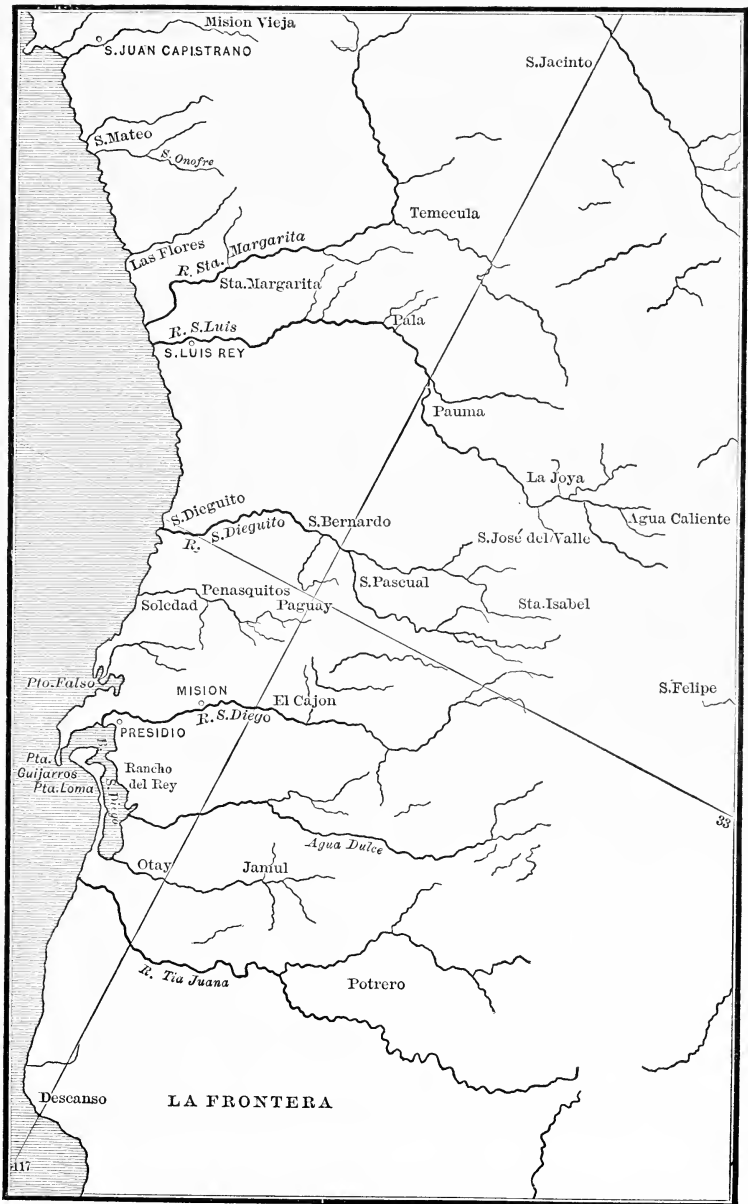 Mision Vieja
S. JUAN CAPISTRANO
S. Jacinto
S. Mateo
S. Onofre
Temecula
Las Flores
R. Sta. Margarita
Sta. Margarita
R. S. Luis
Pala
S. LUIS REY
Pauma
La Joya
S. Dieguito
Agua Caliente
R. S. Dieguito
S. Bernardo
S. José del Valle
S. Pascual
Penasquitos
Soledad
Paguay
Sta. Isabel
Pto. Falso
MISION
El Cajon
S. Felipe
R. S. Diego
PRESIDIO
Pta.
Guijarros
Pta. Loma
Rancho
del Rey
S. Diego
33
Agua Dulce
Otay
Jamul
R. Tia Juana
Potrero
Descanso
LA FRONTERA
117